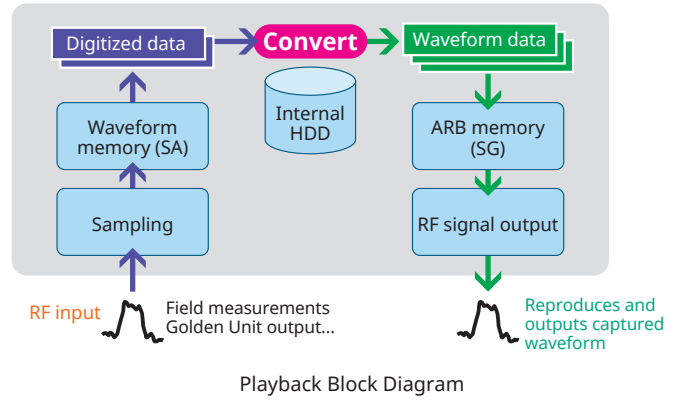 Digitized data
Convert
Waveform data
Internal
HDD
Waveform
memory (SA)
ARB memory
(SG)
Sampling
RF signal output
RF input
Field measurements
Golden Unit output...
Reproduces and
outputs captured
waveform
Playback Block Diagram